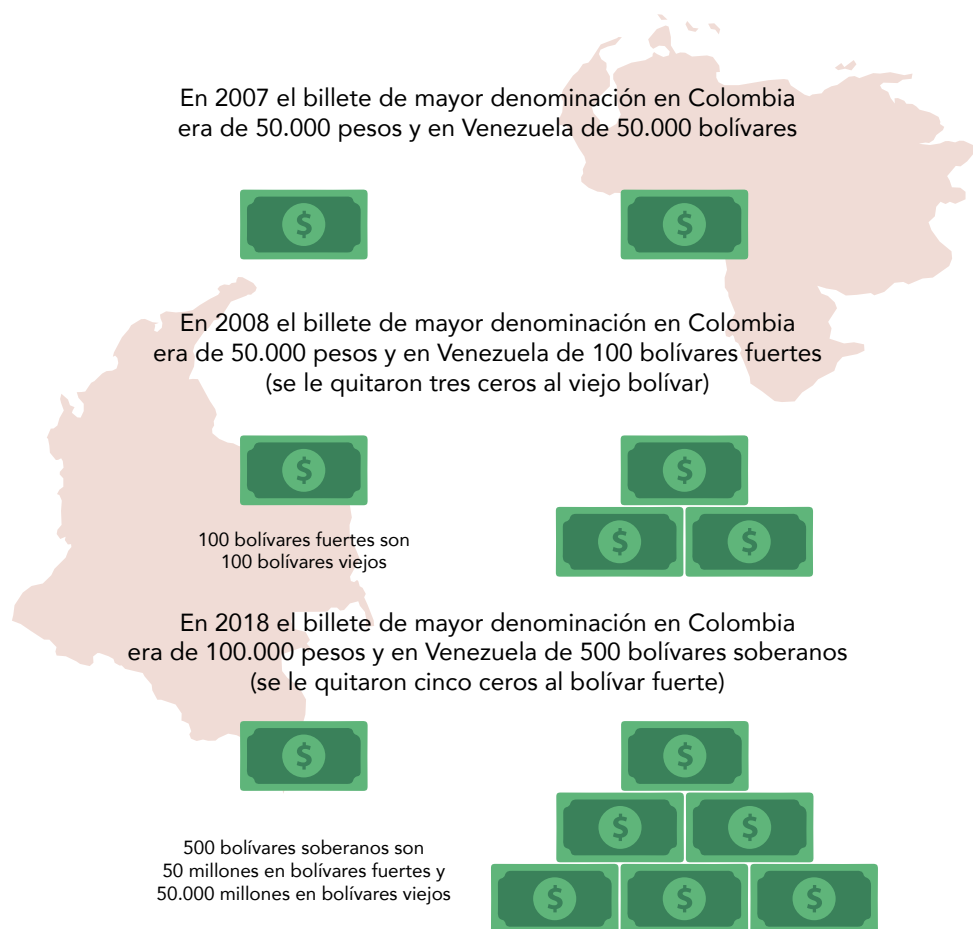 En 2007 el billete de mayor denominación en Colombia
era de 50.000 pesos y en Venezuela de 50.000 bolívares
$
$
En 2008 el billete de mayor denominación en Colombia
era de 50.000 pesos y en Venezuela de 100 bolívares fuertes
(se le quitaron tres ceros al viejo bolívar)
$
$
$
$
100 bolívares fuertes son
100 bolívares viejos
En 2018 el billete de mayor denominación en Colombia
era de 100.000 pesos y en Venezuela de 500 bolívares soberanos
(se le quitaron cinco ceros al bolívar fuerte)
$
$
$
$
500 bolívares soberanos son
50 millones en bolívares fuertes y
50.000 millones en bolívares viejos
$
$
$